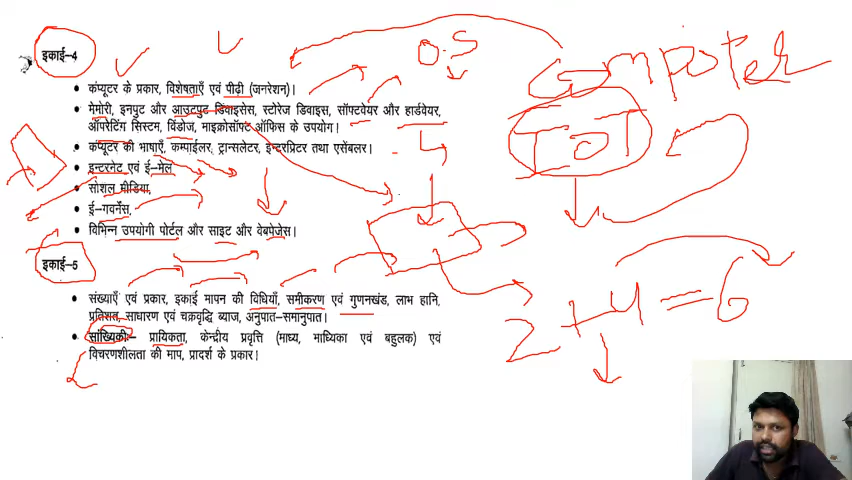 इकाई-4
O.S
Computer
• कंप्यूटर के प्रकार, विशेषताएँ एवं पीढ़ी (जनरेशन)।
• मेमोरी, इनपुट और आउटपुट डिवाइसेस, स्टोरेज डिवाइस, सॉफ्टवेयर और हार्डवेयर,
ऑपरेटिंग सिस्टम, विंडोज, माइक्रोसॉफ्ट ऑफिस के उपयोग।
• कंप्यूटर की भाषाएँ, कम्पाईलर, ट्रान्सलेटर, इन्टरप्रिटर तथा एसेंबलर।
• इन्टरनेट एवं ई-मेल
• सोशल मीडिया,
• ई-गवर्नेंस,
• विभिन्न उपयोगी पोर्टल और साइट और वेबपेजेस।
इकाई-5
• संख्याएँ एवं प्रकार, इकाई मापन की विधियाँ, समीकरण एवं गुणनखंड, लाभ हानि,
प्रतिशत, साधारण एवं चक्रवृद्धि ब्याज, अनुपात-समानुपात।
2+4=6
• सांख्यिकी:- प्रायिकता, केन्द्रीय प्रवृत्ति (माध्य, माध्यिका एवं बहुलक) एवं
विचरणशीलता की माप, प्रादर्श के प्रकार।